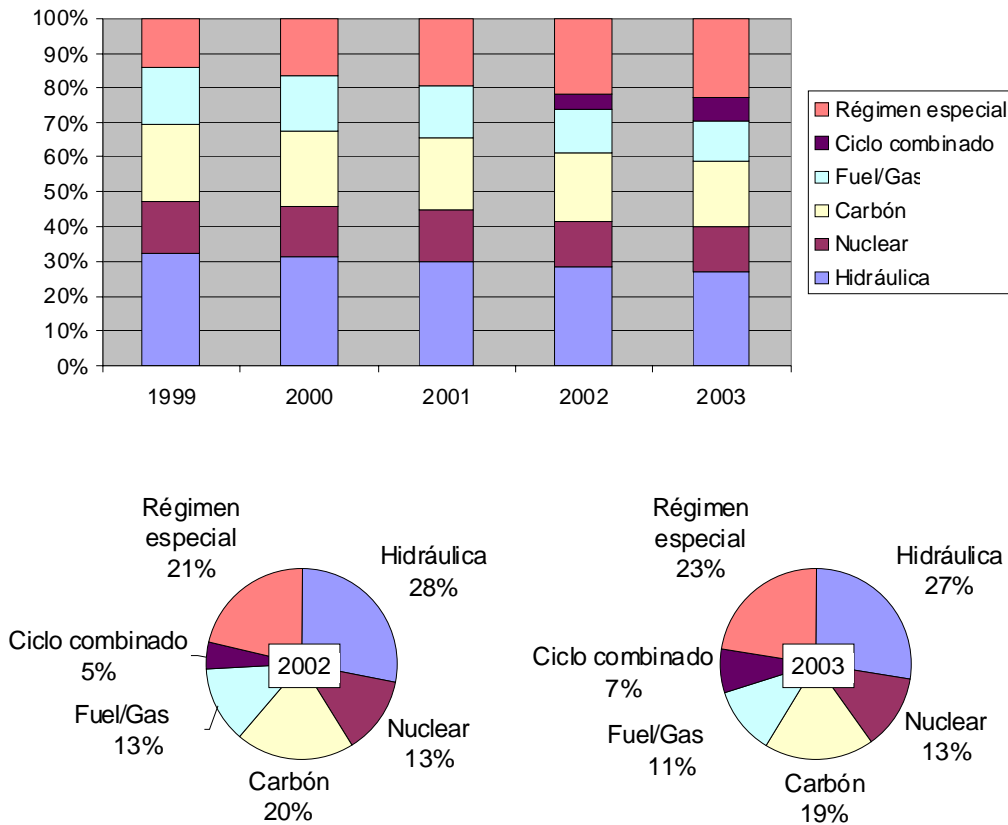 100%
90%
80%
70%
60%
50%
40%
30%
20%
10%
0%
1999 2000 2001 2002 2003
Régimen especial
Ciclo combinado
Fuel/Gas
Carbón
Nuclear
Hidráulica
Régimen
especial
21%
Hidráulica
28%
Ciclo combinado
5%
2002
Fuel/Gas
13%
Nuclear
13%
Carbón
20%
Régimen
especial
23%
Hidráulica
27%
Ciclo combinado
7%
2003
Fuel/Gas
11%
Nuclear
13%
Carbón
19%